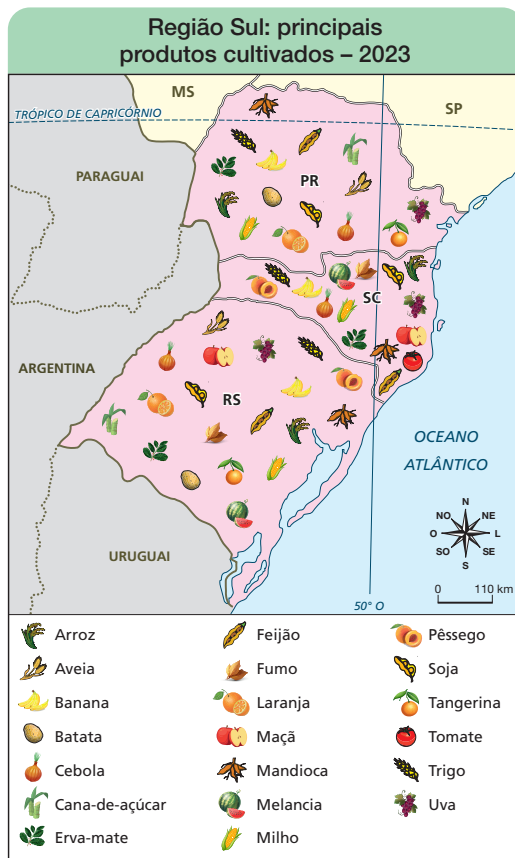 Região Sul: principais
produtos cultivados – 2023
MS
TRÓPICO DE CAPRICÓRNIO
SP
PARAGUAI
PR
SC
ARGENTINA
RS
OCEANO
ATLÂNTICO
N
NO NE
O L
SO SE
S
URUGUAI
50° O
0 110 km
Arroz
Aveia
Banana
Batata
Cebola
Cana-de-açúcar
Erva-mate
Feijão
Fumo
Laranja
Maçã
Mandioca
Melancia
Milho
Pêssego
Soja
Tangerina
Tomate
Trigo
Uva